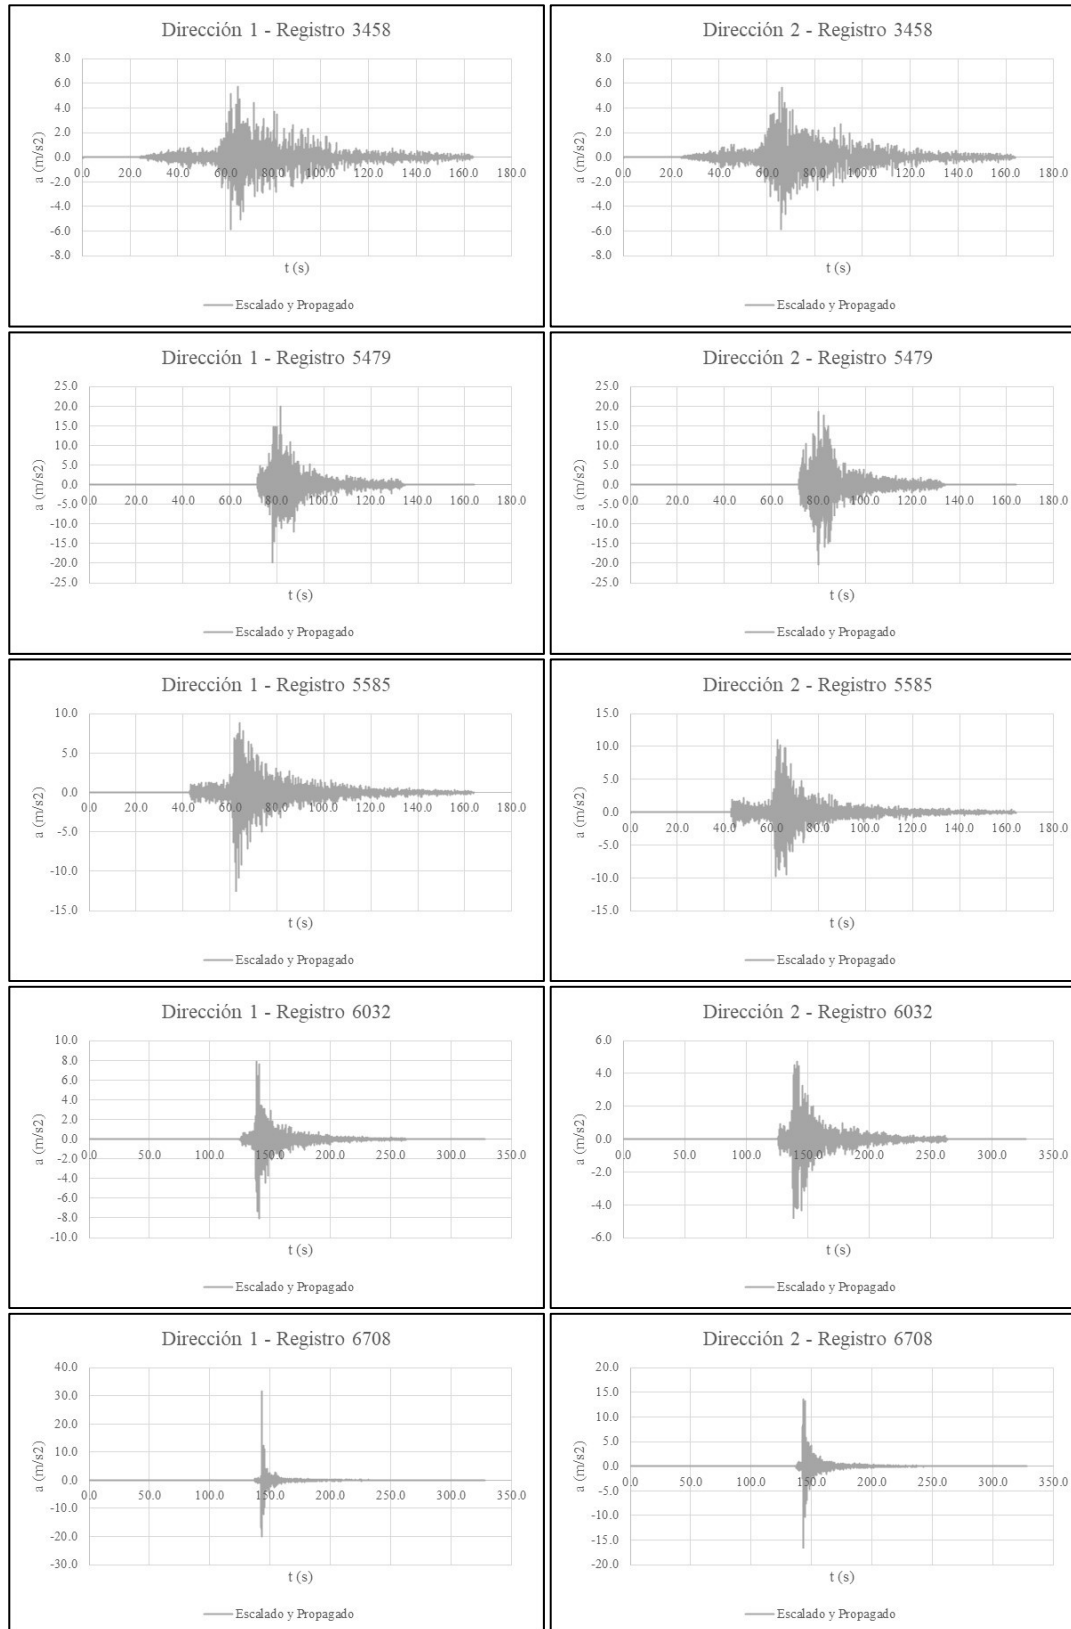 Dirección 1 - Registro 3458
8.0
6.0
4.0
2.0
0.0
-2.0
-4.0
-6.0
-8.0
0.0 20.0 40.0 60.0 80.0 100.0 120.0 140.0 160.0 180.0
a (m/s2)
t (s)
Escalado y Propagado
Dirección 2 - Registro 3458
8.0
6.0
4.0
2.0
0.0
-2.0
-4.0
-6.0
-8.0
0.0 20.0 40.0 60.0 80.0 100.0 120.0 140.0 160.0 180.0
a (m/s2)
t (s)
Escalado y Propagado
Dirección 1 - Registro 5479
25.0
20.0
15.0
10.0
5.0
0.0
-5.0
-10.0
-15.0
-20.0
-25.0
0.0 20.0 40.0 60.0 80.0 100.0 120.0 140.0 160.0 180.0
a (m/s2)
t (s)
Escalado y Propagado
Dirección 2 - Registro 5479
25.0
20.0
15.0
10.0
5.0
0.0
-5.0
-10.0
-15.0
-20.0
-25.0
0.0 20.0 40.0 60.0 80.0 100.0 120.0 140.0 160.0 180.0
a (m/s2)
t (s)
Escalado y Propagado
Dirección 1 - Registro 5585
10.0
5.0
0.0
-5.0
-10.0
-15.0
0.0 20.0 40.0 60.0 80.0 100.0 120.0 140.0 160.0 180.0
a (m/s2)
t (s)
Escalado y Propagado
Dirección 2 - Registro 5585
15.0
10.0
5.0
0.0
-5.0
-10.0
-15.0
0.0 20.0 40.0 60.0 80.0 100.0 120.0 140.0 160.0 180.0
a (m/s2)
t (s)
Escalado y Propagado
Dirección 1 - Registro 6032
10.0
8.0
6.0
4.0
2.0
0.0
-2.0
-4.0
-6.0
-8.0
-10.0
0.0 50.0 100.0 150.0 200.0 250.0 300.0 350.0
a (m/s2)
t (s)
Escalado y Propagado
Dirección 2 - Registro 6032
6.0
4.0
2.0
0.0
-2.0
-4.0
-6.0
0.0 50.0 100.0 150.0 200.0 250.0 300.0 350.0
a (m/s2)
t (s)
Escalado y Propagado
Dirección 1 - Registro 6708
40.0
30.0
20.0
10.0
0.0
-10.0
-20.0
-30.0
0.0 50.0 100.0 150.0 200.0 250.0 300.0 350.0
a (m/s2)
t (s)
Escalado y Propagado
Dirección 2 - Registro 6708
20.0
15.0
10.0
5.0
0.0
-5.0
-10.0
-15.0
-20.0
0.0 50.0 100.0 150.0 200.0 250.0 300.0 350.0
a (m/s2)
t (s)
Escalado y Propagado